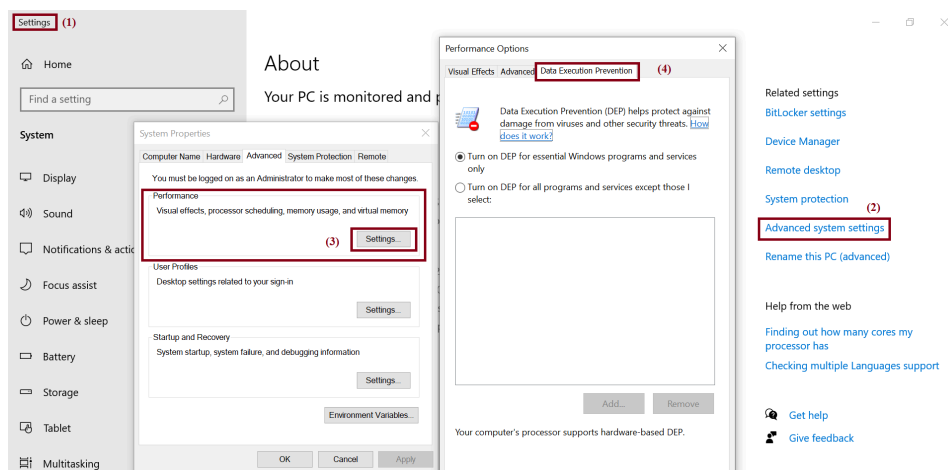 Settings (1)
Home
Find a setting
System
Display
Sound
Notifications & actio
Focus assist
Power & sleep
Battery
Storage
Tablet
Multitasking
About
Your PC is monitored and p
System Properties
Computer Name Hardware Advanced System Protection Remote
You must be logged on as an Administrator to make most of these changes.
Performance
Visual effects, processor scheduling, memory usage, and virtual memory
(3) Settings...
User Profiles
Desktop settings related to your sign-in
Settings...
Startup and Recovery
System startup, system failure, and debugging information
Settings...
Environment Variables...
OK Cancel Apply
Performance Options
Visual Effects Advanced Data Execution Prevention (4)
Data Execution Prevention (DEP) helps protect against
damage from viruses and other security threats. How
does it work?
Turn on DEP for essential Windows programs and services
only
Turn on DEP for all programs and services except those I
select:
Add... Remove
Your computer's processor supports hardware-based DEP.
Related settings
BitLocker settings
Device Manager
Remote desktop
System protection
(2)
Advanced system settings
Rename this PC (advanced)
Help from the web
Finding out how many cores my
processor has
Checking multiple Languages support
Get help
Give feedback